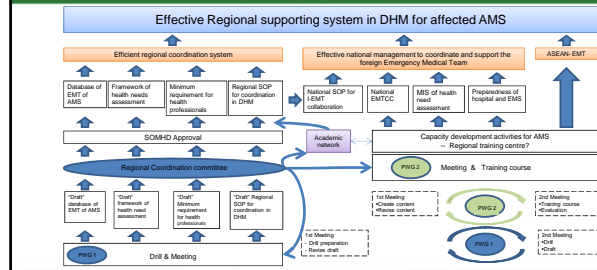 Effective Regional supporting system in DHM for affected AMS
Efficient regional coordination system
Effective national management to coordinate and support the
foreign Emergency Medical Team
ASEAN-EMT
Database of
EMT of
AMS
Framework of
health needs
assessment
Minimum
requirement for
health
professionals
Regional SOP
for
coordination in
DHM
National SOP for
I-EMT
collaboration
National
EMTCC
MIS of health
need
assessment
Preparedness of
hospital and EMS
SOMHD Approval
Academic
network
Capacity development activities for AMS
-- Regional training centre?
Regional Coordination committee
PWG 2
Meeting & Training course
"Draft"
database
of EMT of AMS
"Draft"
framework of
health need
assessment
"Draft"
Minimum
requirement
for health
professionals
"Draft" Regional
SOP for
coordination in
DHM
1st Meeting
•Create content
•Revise content
PWG 2
2nd Meeting
•Training course
•Evaluation
PWG 1
Drill & Meeting
1st Meeting
- Drill preparation
- Revise draft
PWG 1
2nd Meeting
•Drill
•Draft